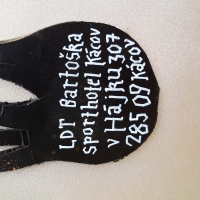 LDT Bartoška
sporthotel Kácov
v Hájku 307
285 09 Kácov